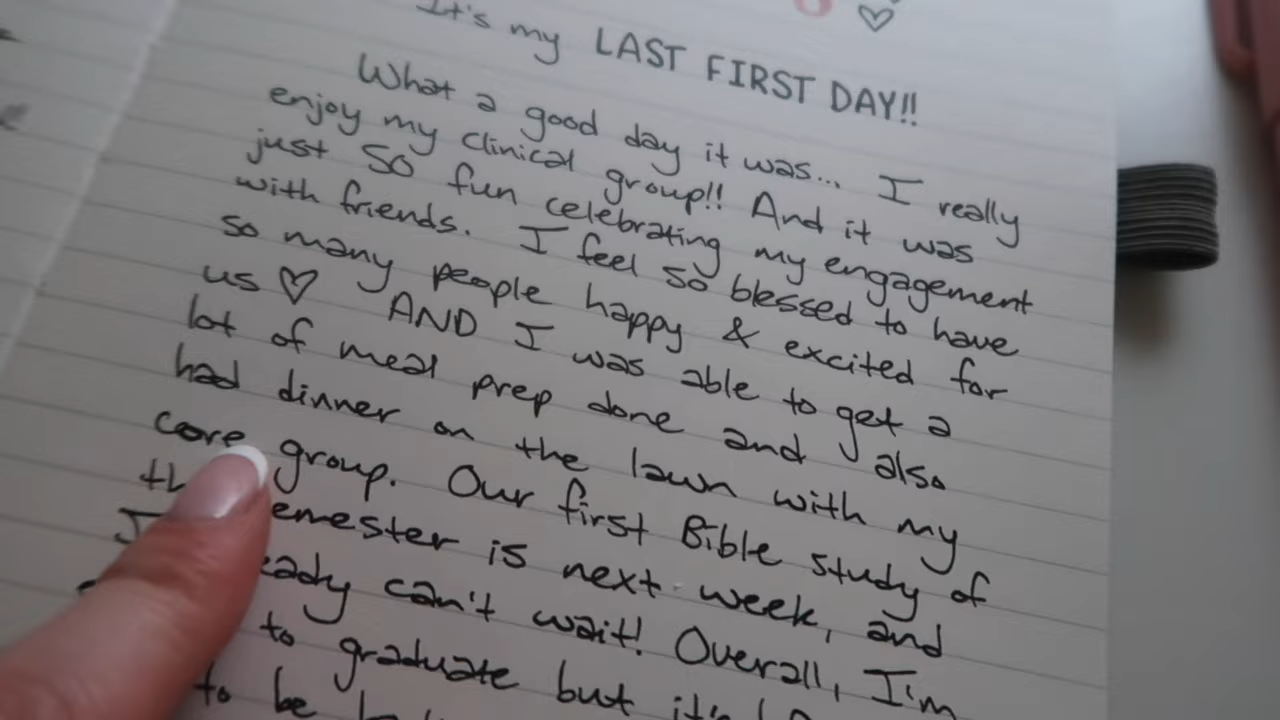 It's my LAST FIRST DAY!!
What a good day it was... I really
enjoy my clinical group!! And it was
just SO fun celebrating my engagement
with friends. I feel so blessed to have
so many people happy & excited for
us ♡ AND I was able to get a
lot of meal prep done and also
had dinner on the lawn with my
core group. Our first Bible study of
is next week, and
can't wait! Overall, I'm
to graduate but it's
to be